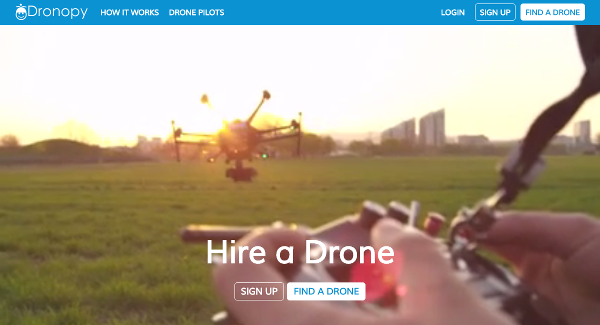 Dronopy HOW IT WORKS DRONE PILOTS LOGIN SIGN UP FIND A DRONE
Hire a Drone
SIGN UP FIND A DRONE